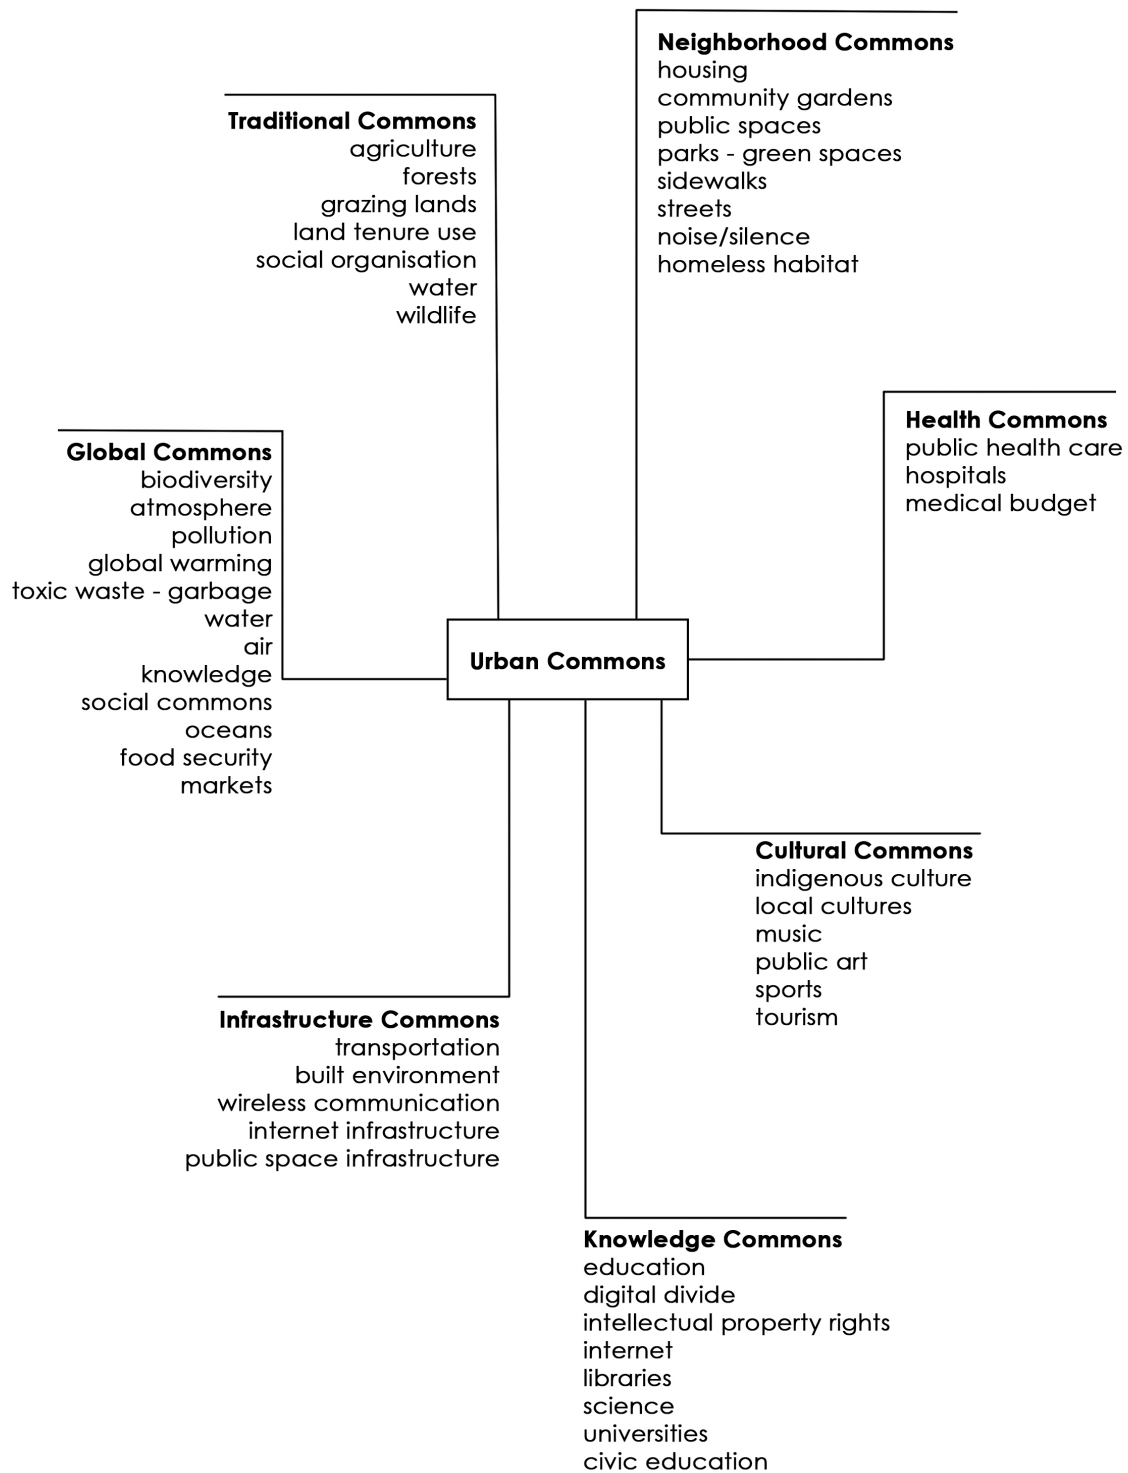 Neighborhood Commons
housing
community gardens
public spaces
parks - green spaces
sidewalks
streets
noise/silence
homeless habitat
Traditional Commons
agriculture
forests
grazing lands
land tenure use
social organisation
water
wildlife
Health Commons
public health care
hospitals
medical budget
Global Commons
biodiversity
atmosphere
pollution
global warming
toxic waste - garbage
water
air
knowledge
social commons
oceans
food security
markets
Urban Commons
Cultural Commons
indigenous culture
local cultures
music
public art
sports
tourism
Infrastructure Commons
transportation
built environment
wireless communication
internet infrastructure
public space infrastructure
Knowledge Commons
education
digital divide
intellectual property rights
internet
libraries
science
universities
civic education